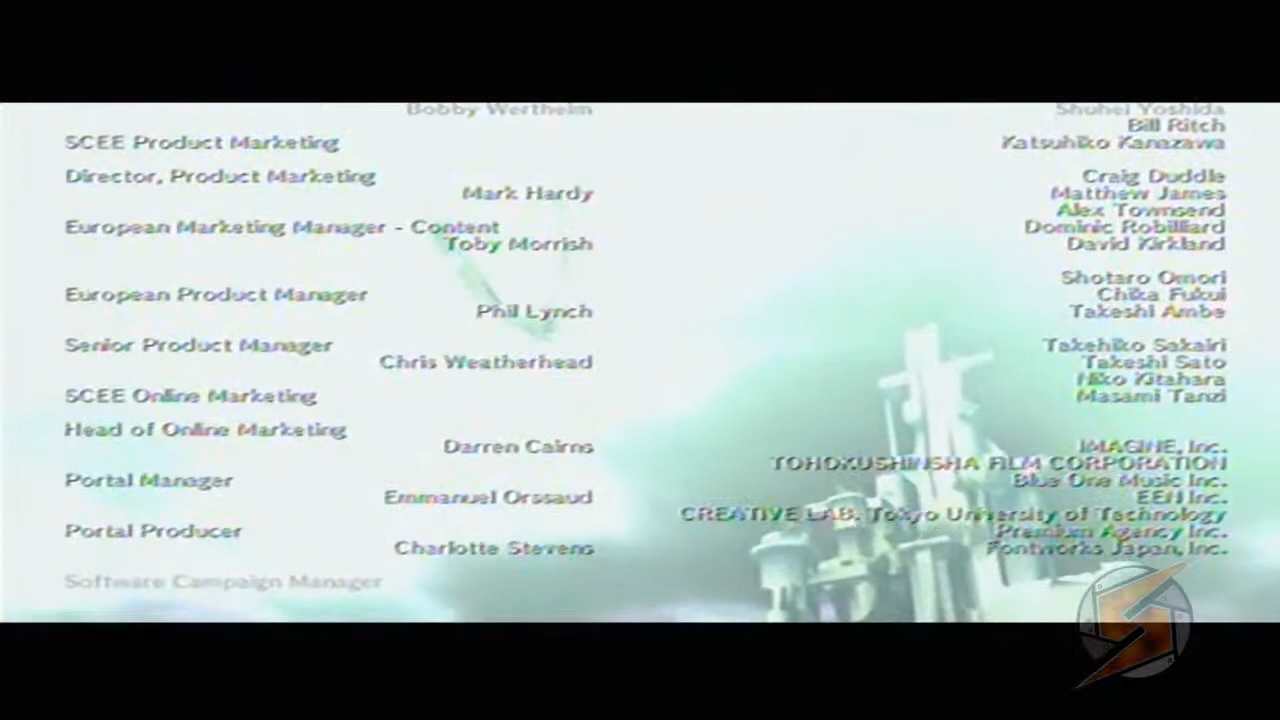 Bobby Wertheim
SCEE Product Marketing
Director, Product Marketing
Mark Hardy
European Marketing Manager - Content
Toby Morrish
European Product Manager
Phil Lynch
Senior Product Manager
Chris Weatherhead
SCEE Online Marketing
Head of Online Marketing
Darren Cairns
Portal Manager
Emmanuel Orssaud
Portal Producer
Charlotte Stevens
Software Campaign Manager
Shuhei Yoshida
Bill Ritch
Katsuhiko Kanazawa
Craig Duddle
Matthew James
Alex Townsend
Dominic Robilliard
David Kirkland
Shotaro Omori
Chika Fukui
Takeshi Ambe
Takehiko Sakairi
Takeshi Sato
Niko Kitahara
Masami Tanzi
IMAGINE, Inc.
TOHOKUSHINSHA FILM CORPORATION
Blue One Music Inc.
EEN Inc.
CREATIVE LAB. Tokyo University of Technology
Premium Agency Inc.
Fontworks Japan, Inc.